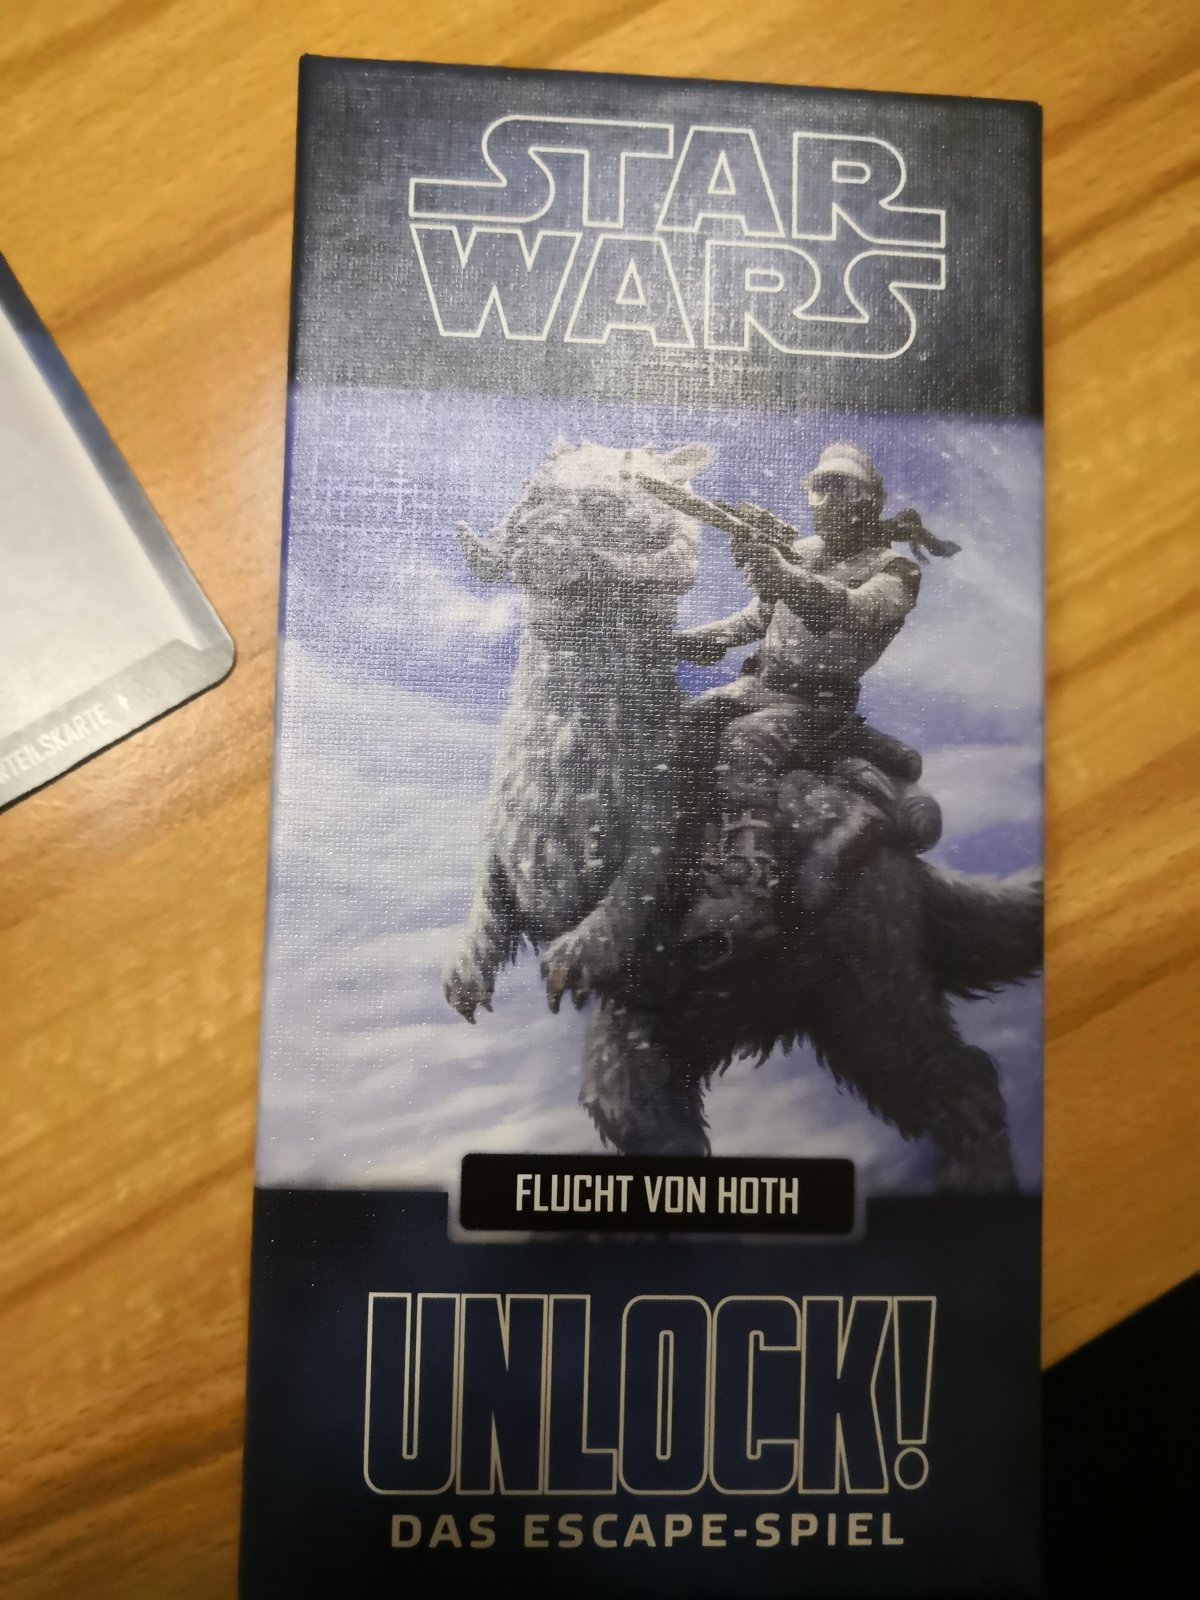 STAR
WARS
FLUCHT VON HOTH
UNLOCK!
DAS ESCAPE-SPIEL